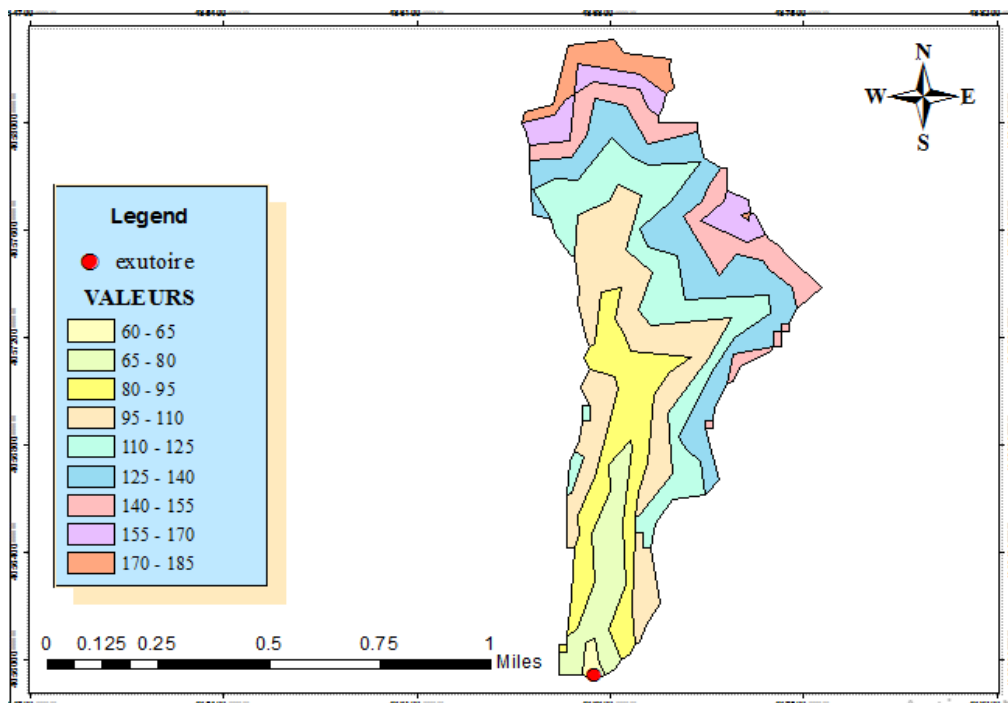 N
W E
S
Legend
exutoire
VALEURS
60 - 65
65 - 80
80 - 95
95 - 110
110 - 125
125 - 140
140 - 155
155 - 170
170 - 185
0 0.125 0.25 0.5 0.75 1
Miles